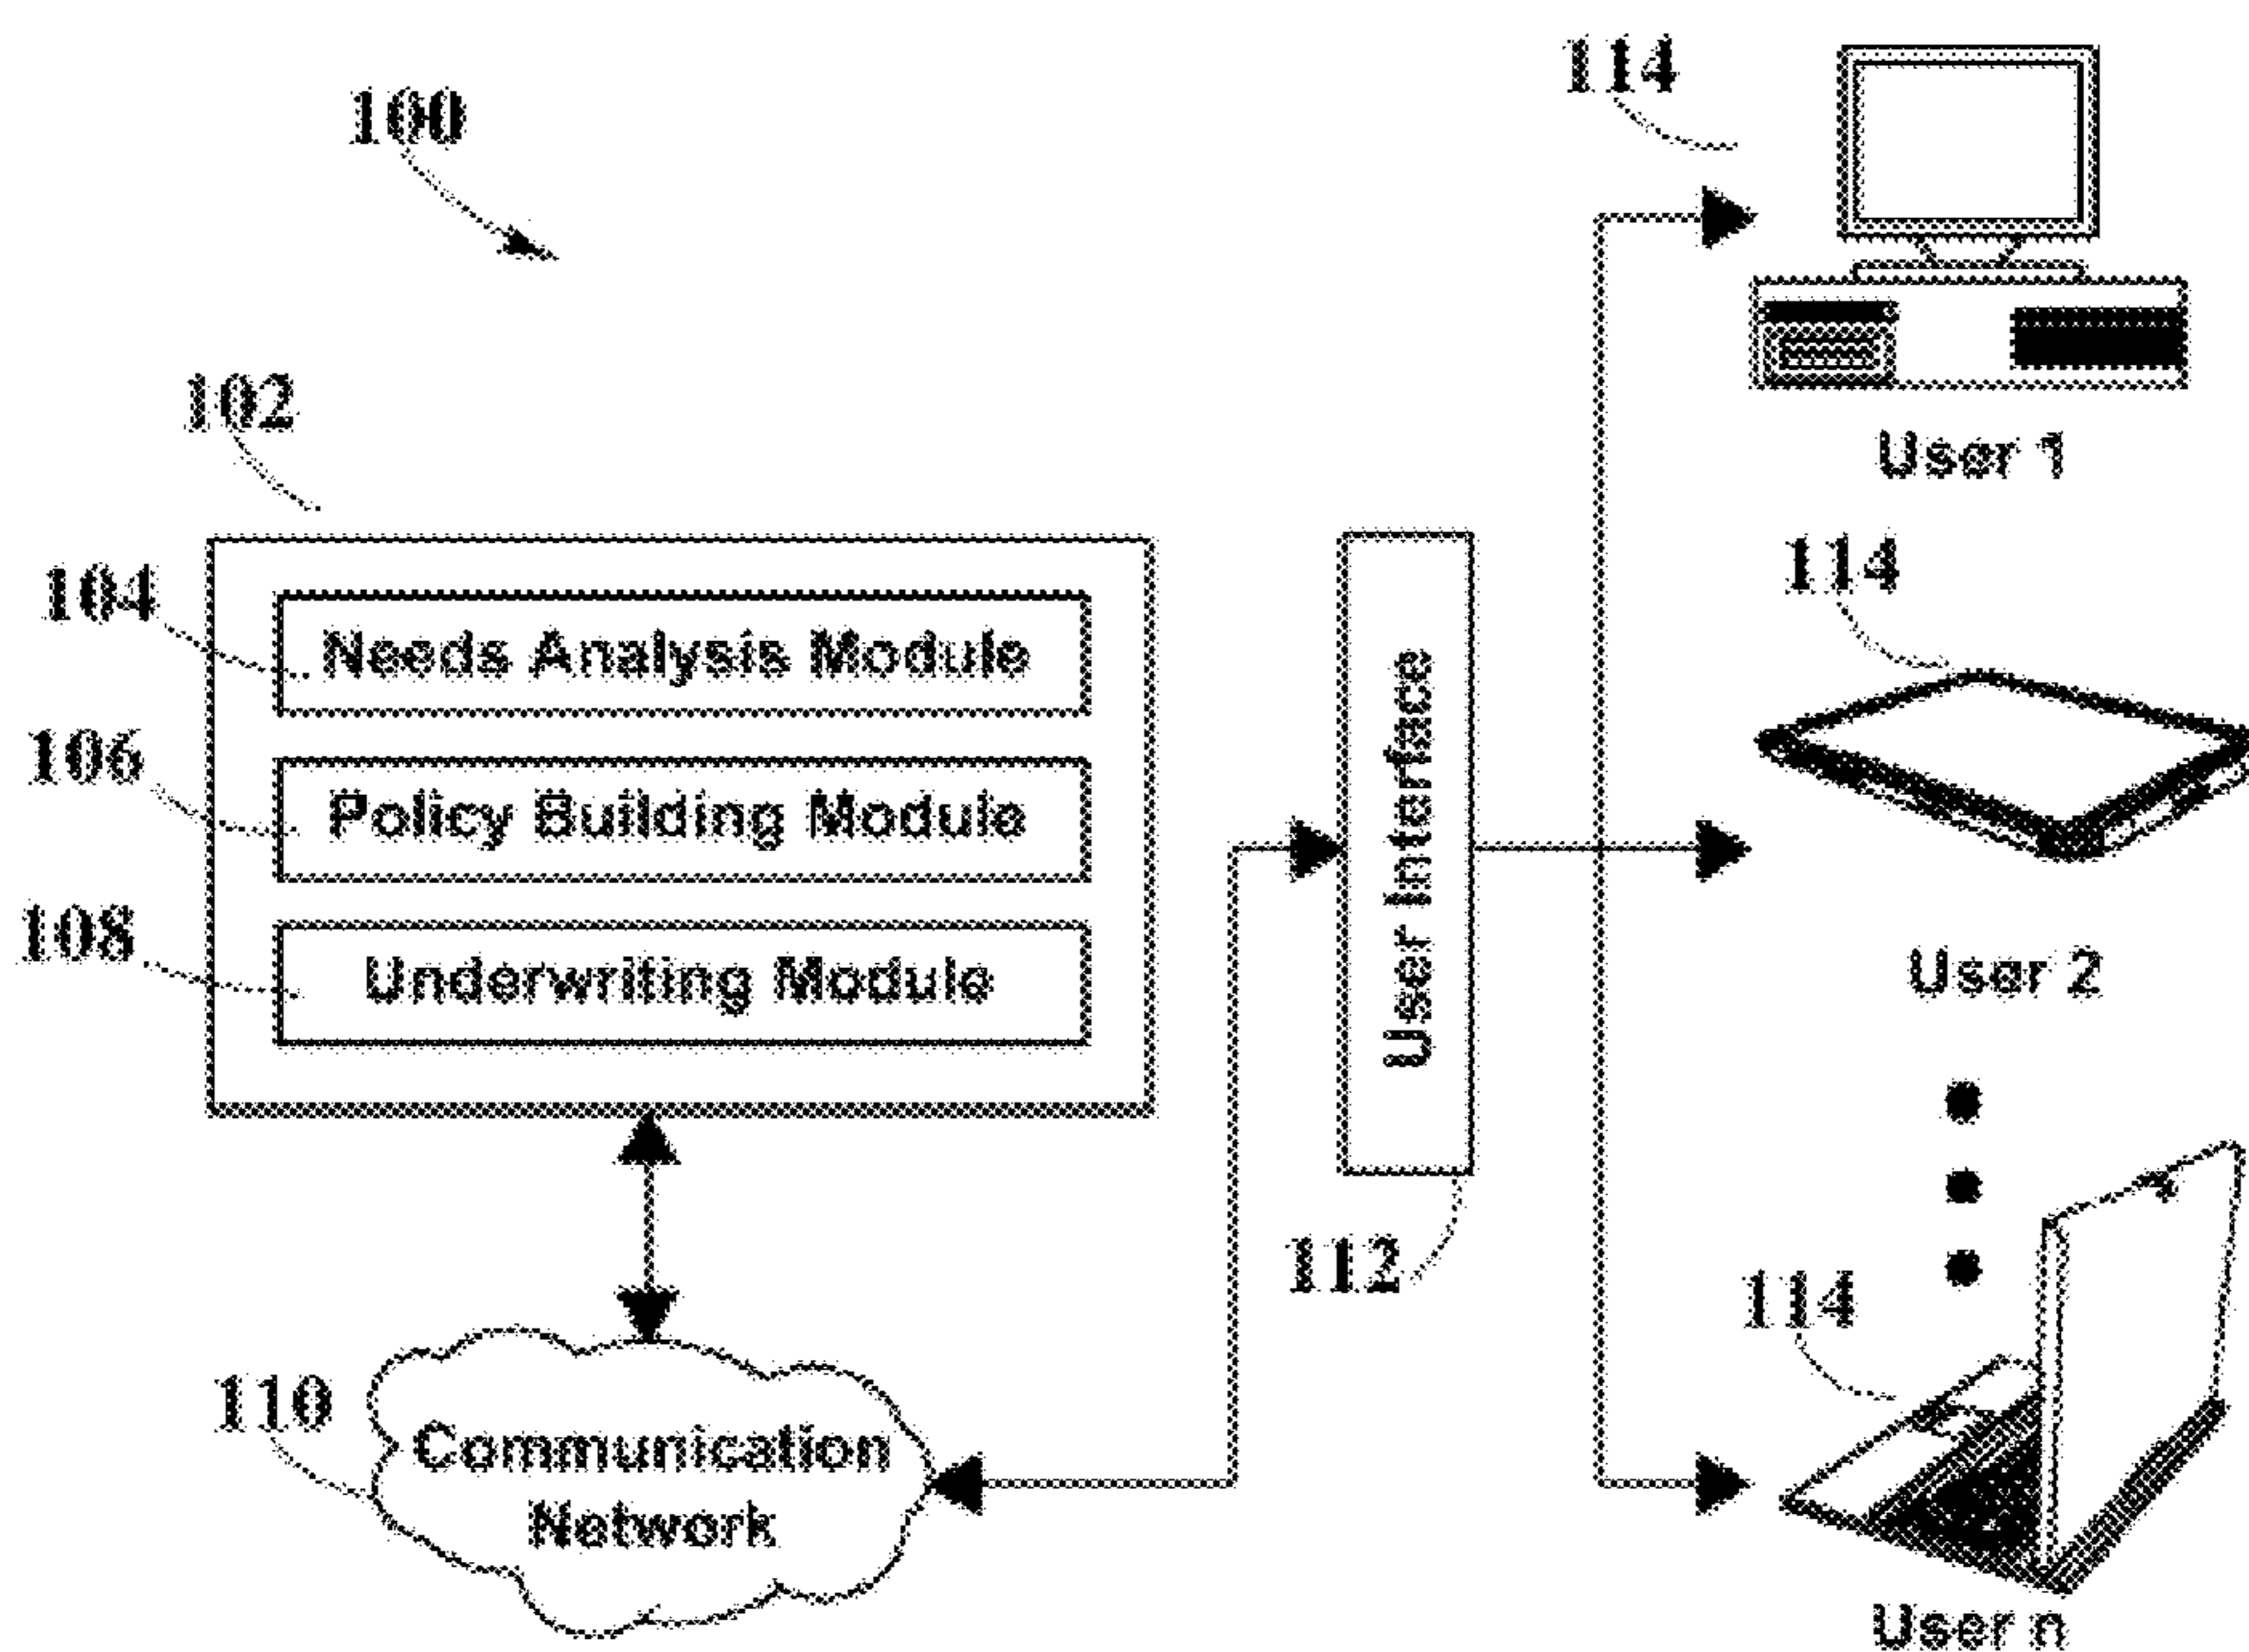 100
114
User 1
102
104
Needs Analysis Module
106
Policy Building Module
108
Underwriting Module
User Interface
112
114
User 2
110
Communication
Network
114
User n